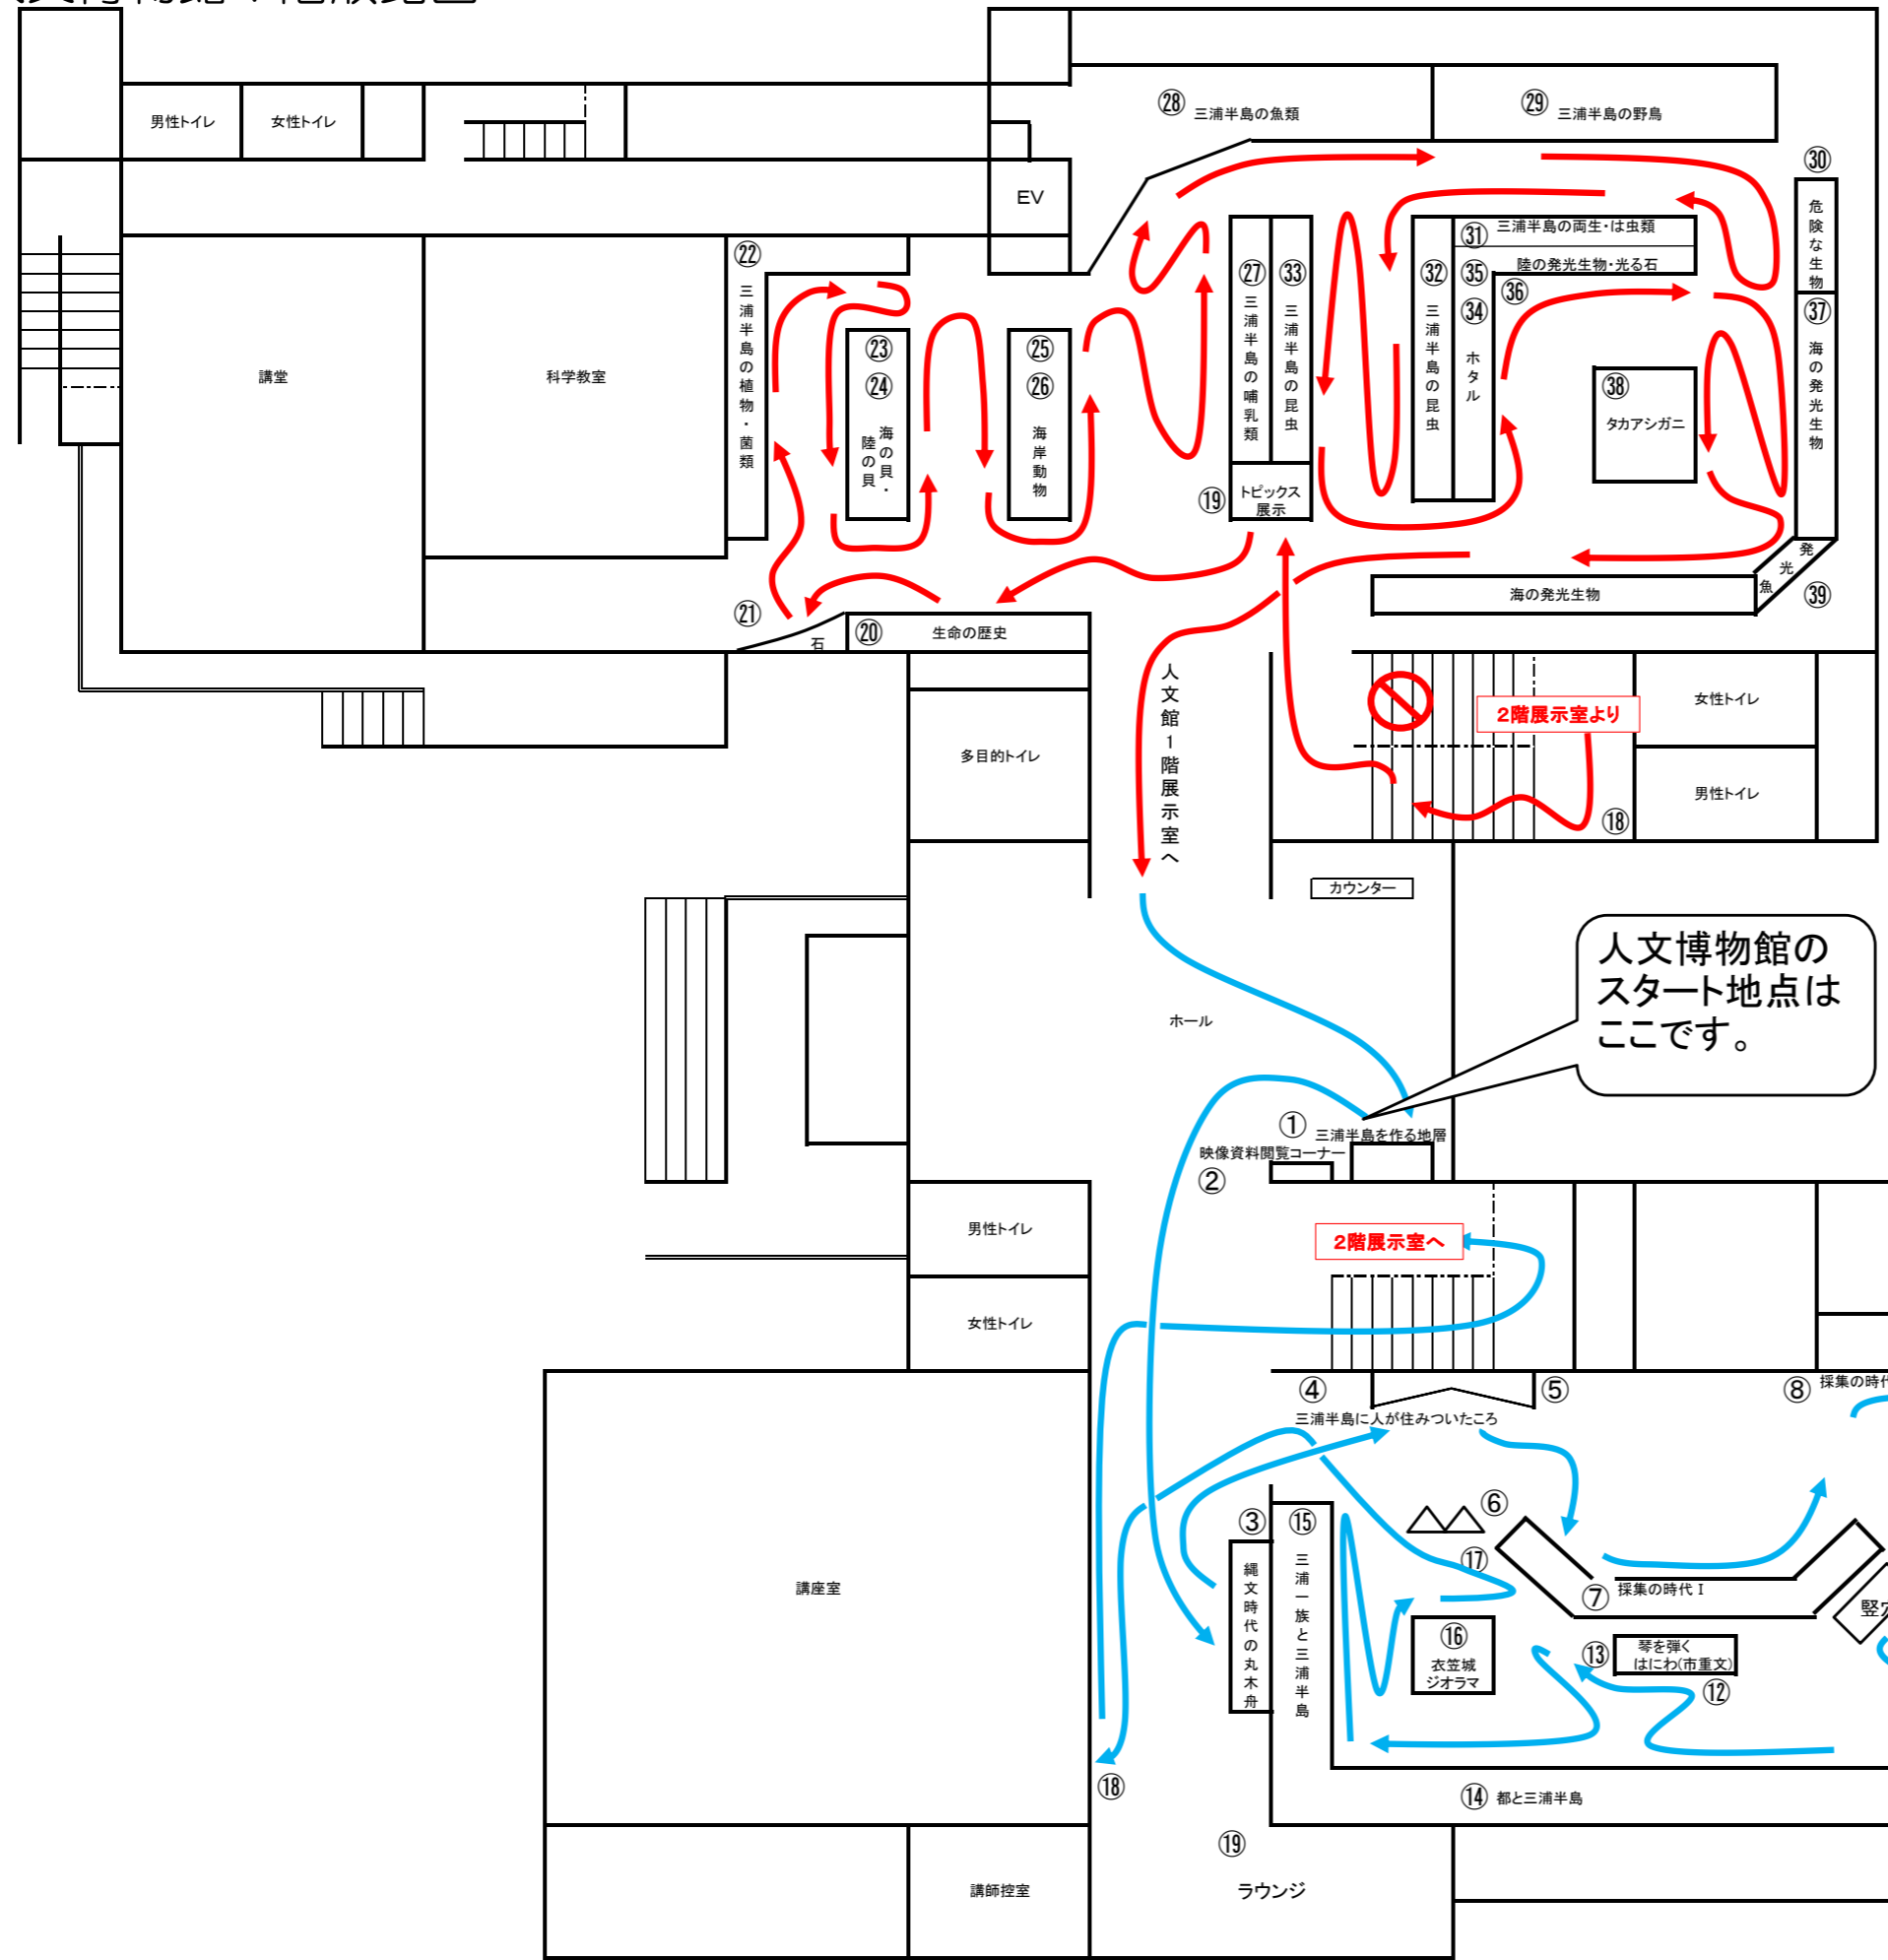 男性トイレ
女性トイレ
EV
㉘ 三浦半島の魚類
㉙ 三浦半島の野鳥
㉚
危険な生物
㉒
三浦半島の植物・菌類
講堂
科学教室
㉓
㉔
海の貝・
陸の貝
㉕
㉖
海岸動物
㉗
三浦半島の哺乳類
㉝
三浦半島の昆虫
⑲ トピックス
展示
㉜
三浦半島の昆虫
㉛ 三浦半島の両生・は虫類
㉟ 陸の発光生物・光る石
㊱
㉞
ホタル
㊲
海の発光生物
㊳
タカアシガニ
発光魚
㊴
海の発光生物
㉑
石
⑳ 生命の歴史
多目的トイレ
人文館1階展示室へ
2階展示室より
⑱
女性トイレ
男性トイレ
カウンター
人文博物館の
スタート地点は
ここです。
ホール
① 三浦半島を作る地層
映像資料閲覧コーナー
②
男性トイレ
女性トイレ
2階展示室へ
④
⑤
三浦半島に人が住みついたころ
⑧ 採集の時代
講座室
③
縄文時代の丸木舟
⑮
三浦一族と三浦半島
⑥
⑰
⑦ 採集の時代Ⅰ
⑯
衣笠城
ジオラマ
⑬ 琴を弾く
はにわ(市重文)
⑫
竪穴
⑱
⑭ 都と三浦半島
⑲
講師控室
ラウンジ